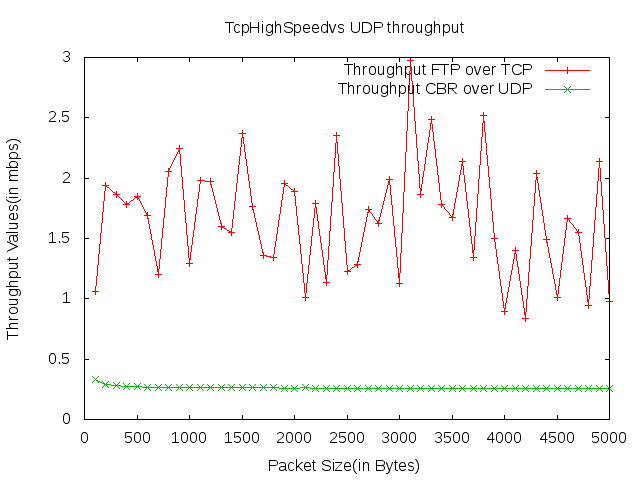 TcpHighSpeedvs UDP throughput
Throughput FTP over TCP
Throughput CBR over UDP
Throughput Values(in mbps)
3
2.5
2
1.5
1
0.5
0
0 500 1000 1500 2000 2500 3000 3500 4000 4500 5000
Packet Size(in Bytes)